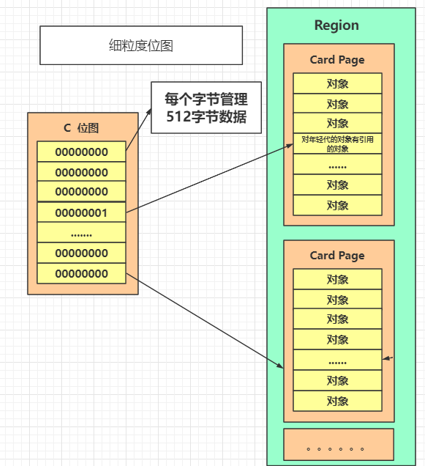 细粒度位图
每个字节管理
512字节数据
C 位图
00000000
00000000
00000000
00000001
.......
00000000
00000000
Region
Card Page
对象
对象
对象
对年轻代的对象有引用
的对象
......
对象
对象
Card Page
对象
对象
对象
对象
......
对象
对象
。。。。。。